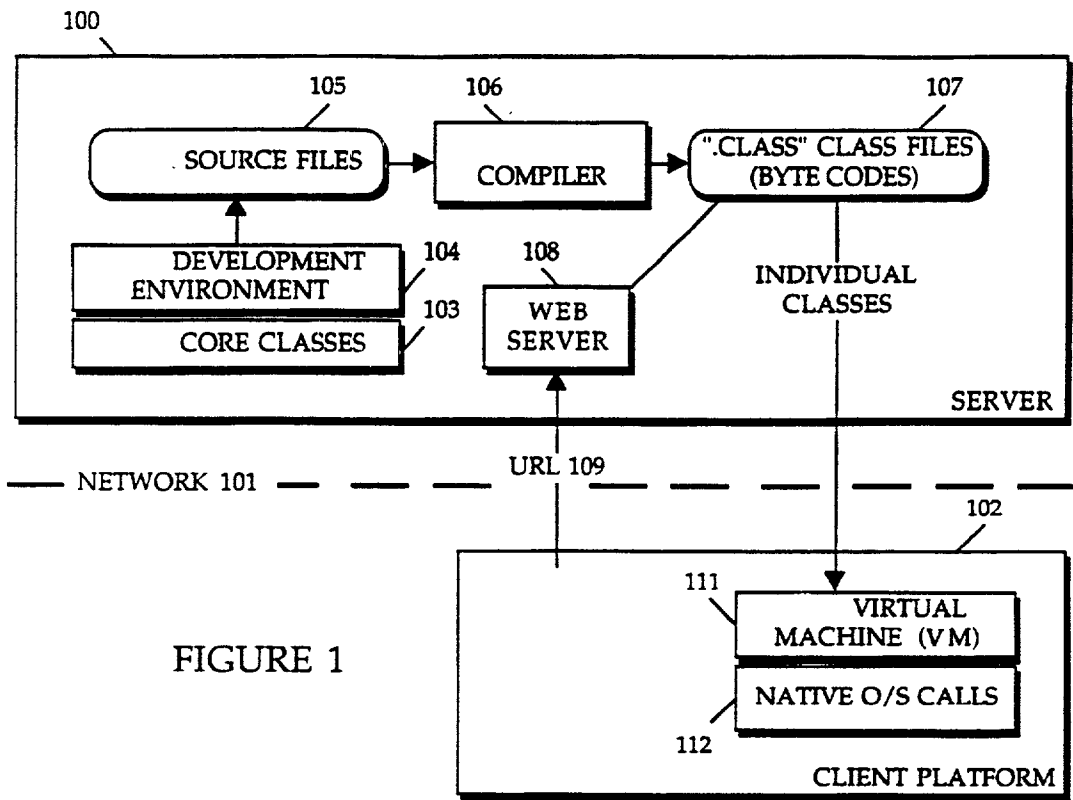 100
105
106
107
SOURCE FILES
COMPILER
".CLASS" CLASS FILES
(BYTE CODES)
DEVELOPMENT
ENVIRONMENT
104
CORE CLASSES
103
108
WEB
SERVER
INDIVIDUAL
CLASSES
SERVER
URL 109
NETWORK 101
102
111
VIRTUAL
MACHINE (VM)
NATIVE O/S CALLS
112
CLIENT PLATFORM
FIGURE 1